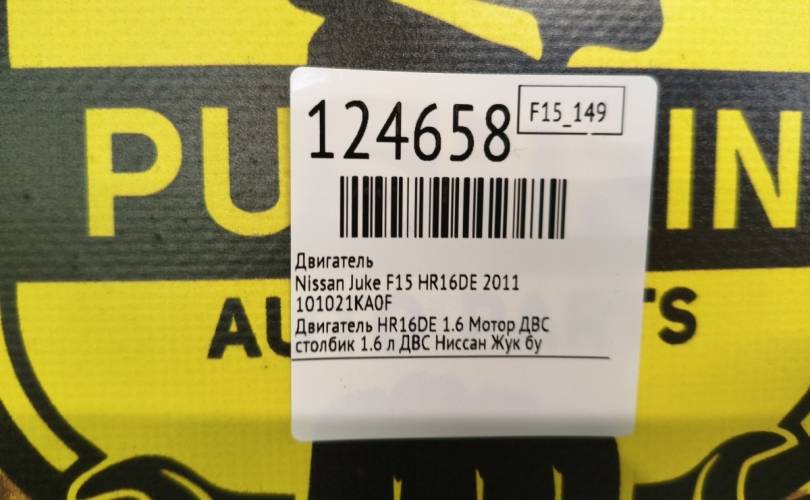 124658
F15_149
Двигатель
Nissan Juke F15 HR16DE 2011
101021KA0F
Двигатель HR16DE 1.6 Мотор ДВС
столбик 1.6 л ДВС Ниссан Жук бу